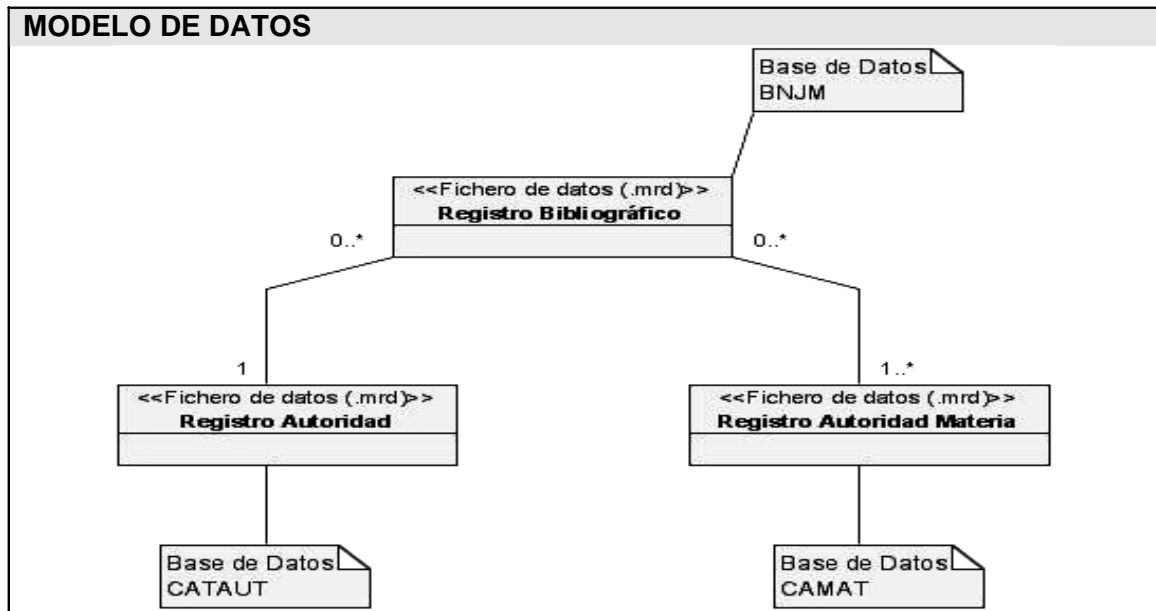 MODELO DE DATOS
Base de Datos
BNJM
<<Fichero de datos (.mrd)>>
Registro Bibliográfico
0..*
0..*
1
1..*
<<Fichero de datos (.mrd)>>
Registro Autoridad
<<Fichero de datos (.mrd)>>
Registro Autoridad Materia
Base de Datos
CATAUT
Base de Datos
CAMAT